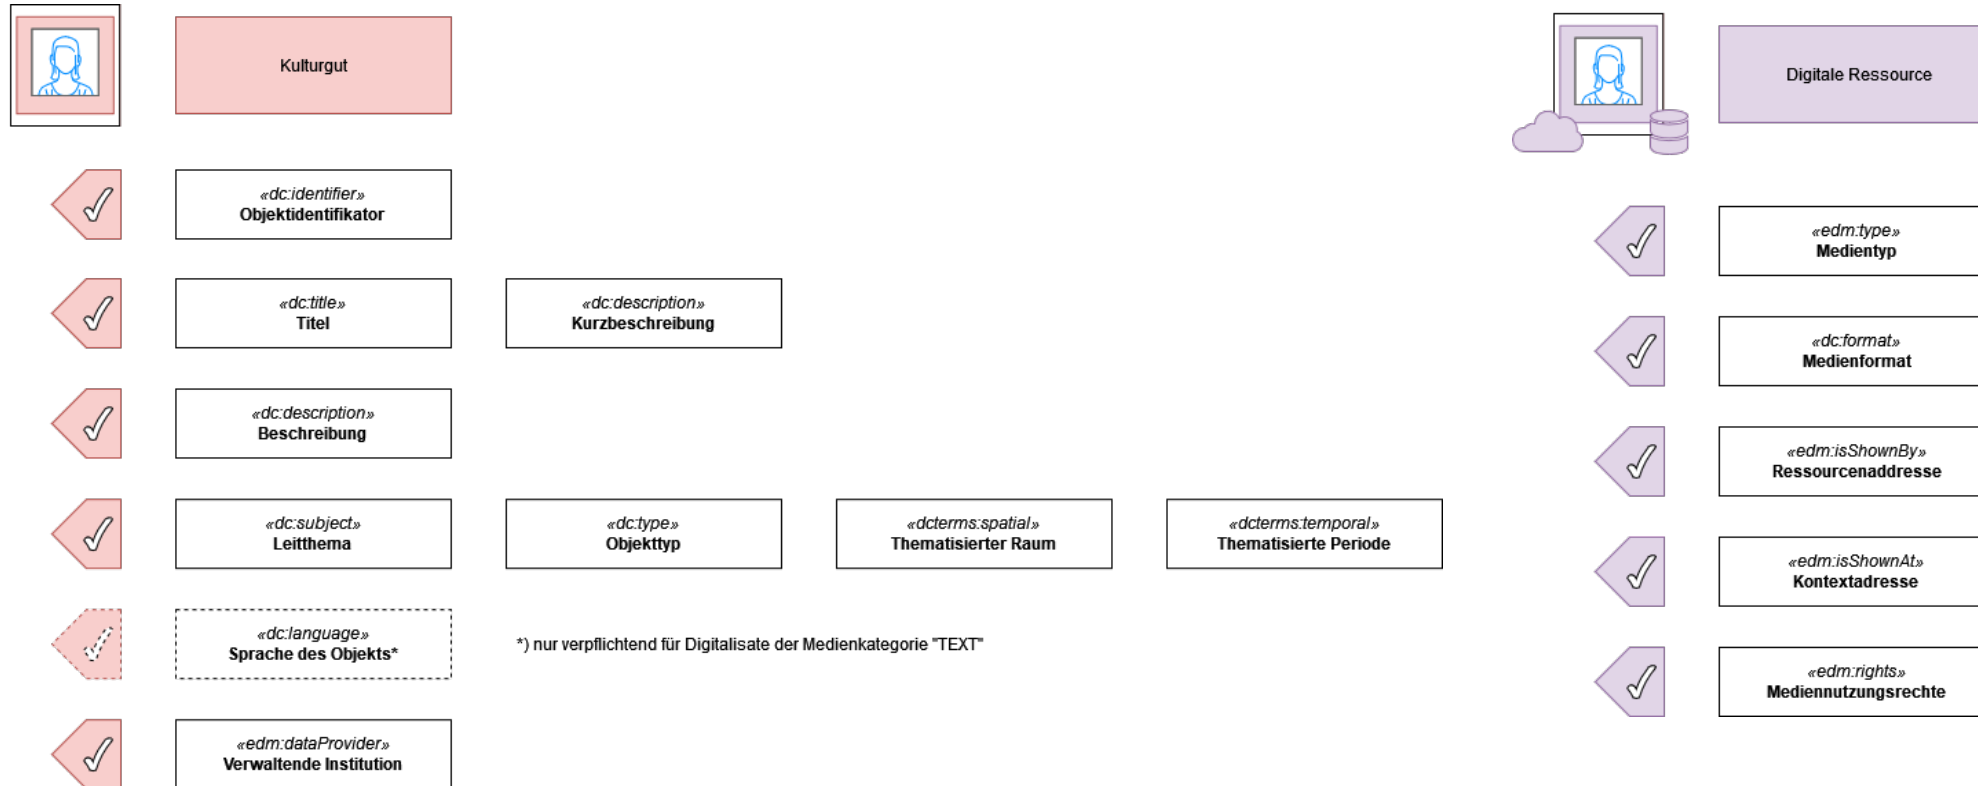 Kulturgut
«dc:identifier»
Objektidentifikator
«dc:title»
Titel
«dc:description»
Kurzbeschreibung
«dc:description»
Beschreibung
«dc:subject»
Leitthema
«dc:type»
Objekttyp
«dcterms:spatial»
Thematisierter Raum
«dcterms:temporal»
Thematisierte Periode
«dc:language»
Sprache des Objekts*
*) nur verpflichtend für Digitalisate der Medienkategorie "TEXT"
«edm:dataProvider»
Verwaltende Institution
Digitale Ressource
«edm:type»
Medientyp
«dc:format»
Medienformat
«edm:isShownBy»
Ressourcenaddresse
«edm:isShownAt»
Kontextadresse
«edm:rights»
Mediennutzungsrechte